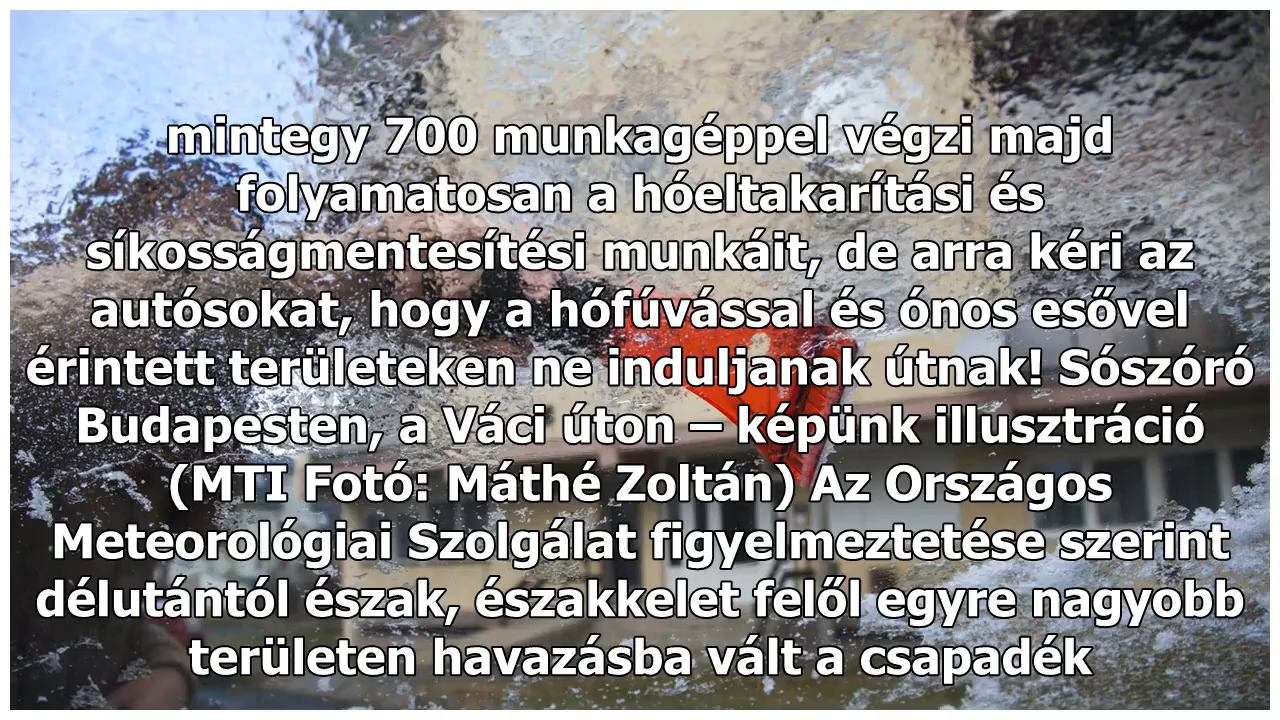 mintegy 700 munkagéppel végzi majd
folyamatosan a hóeltakarítási és
síkosságmentesítési munkáit, de arra kéri az
autósokat, hogy a hófúvással és ónos esővel
érintett területeken ne induljanak útnak! Sószóró
Budapesten, a Váci úton – képünk illusztráció
(MTI Fotó: Máthé Zoltán) Az Országos
Meteorológiai Szolgálat figyelmeztetése szerint
délutántól észak, északkelet felől egyre nagyobb
területen havazásba vált a csapadék